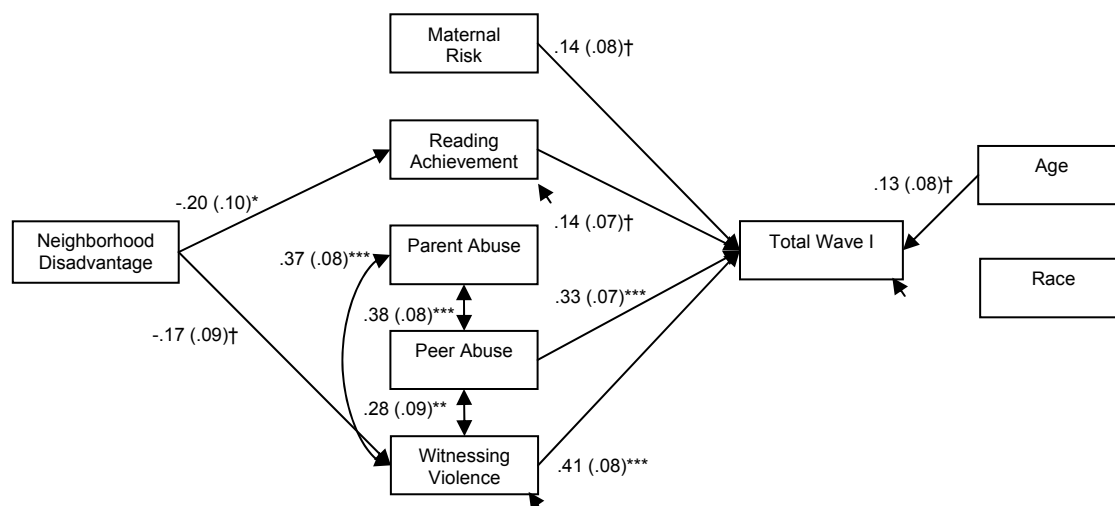 Maternal
Risk
.14 (.08)†
Reading
Achievement
Age
.13 (.08)†
-.20 (.10)*
.14 (.07)†
Neighborhood
Disadvantage
.37 (.08)***
Parent Abuse
Total Wave I
Race
.38 (.08)***
.33 (.07)***
-.17 (.09)†
Peer Abuse
.28 (.09)**
Witnessing
Violence
.41 (.08)***